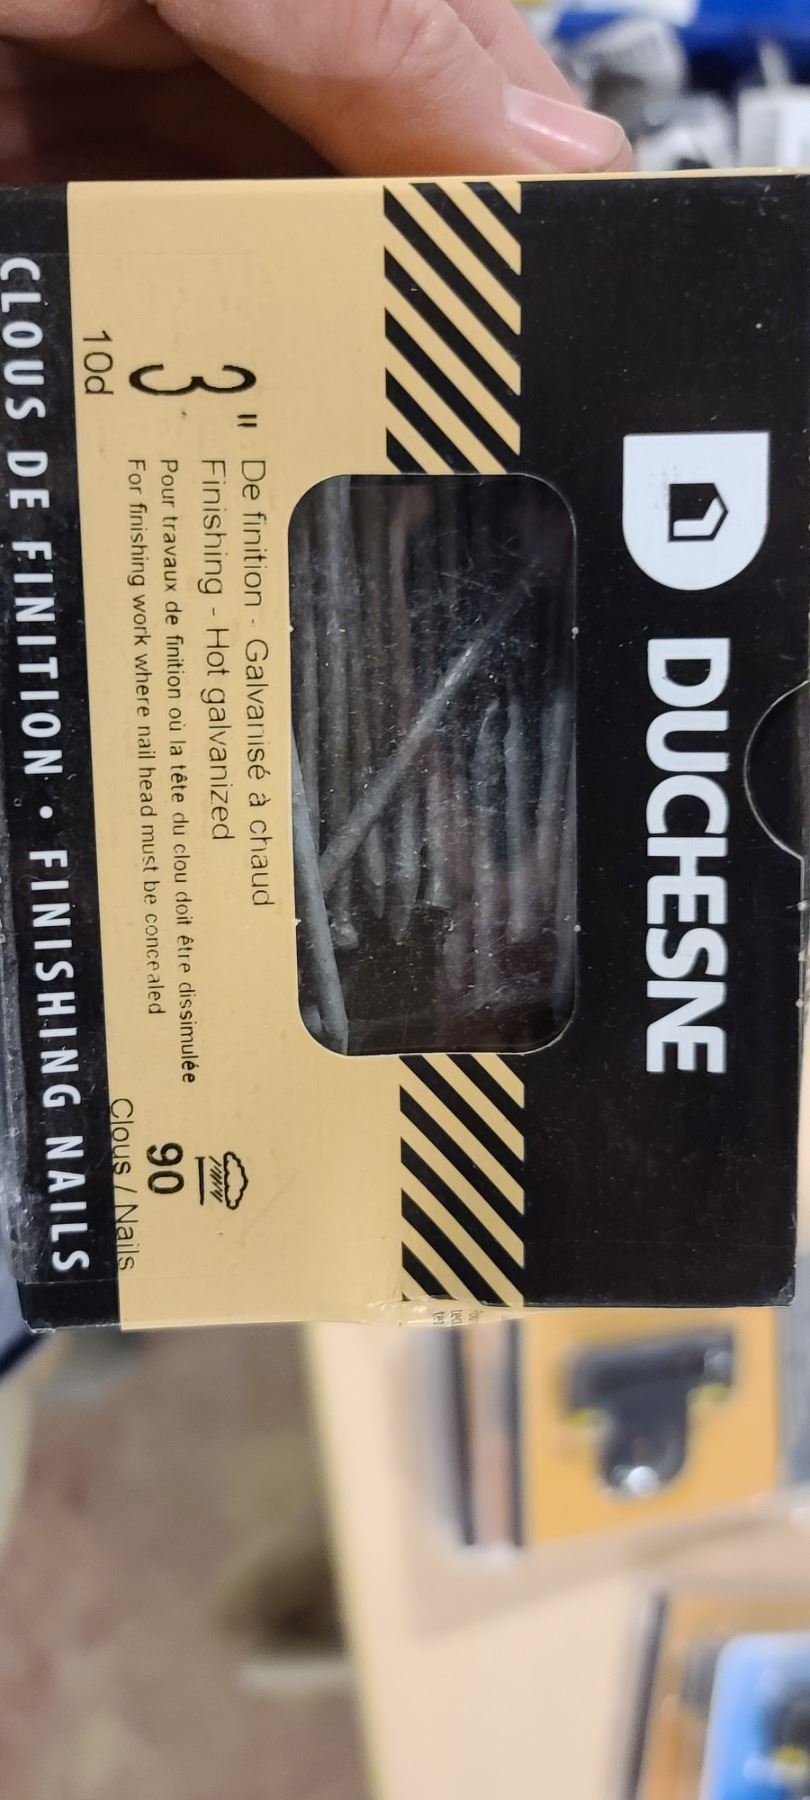 DUCHESNE
3" De finition - Galvanisé à chaud
Finishing - Hot galvanized
Pour travaux de finition où la tête du clou doit être dissimulée
For finishing work where nail head must be concealed
10d
90
Clous / Nails
CLOUS DE FINITION • FINISHING NAILS